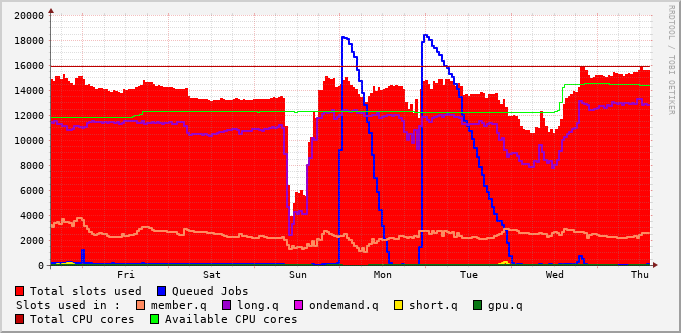 20000
18000
16000
14000
12000
10000
8000
6000
4000
2000
0
Fri Sat Sun Mon Tue Wed Thu
RRDTOOL / TOBI OETIKER
Total slots used Queued Jobs
Slots used in : member.q long.q ondemand.q short.q gpu.q
Total CPU cores Available CPU cores